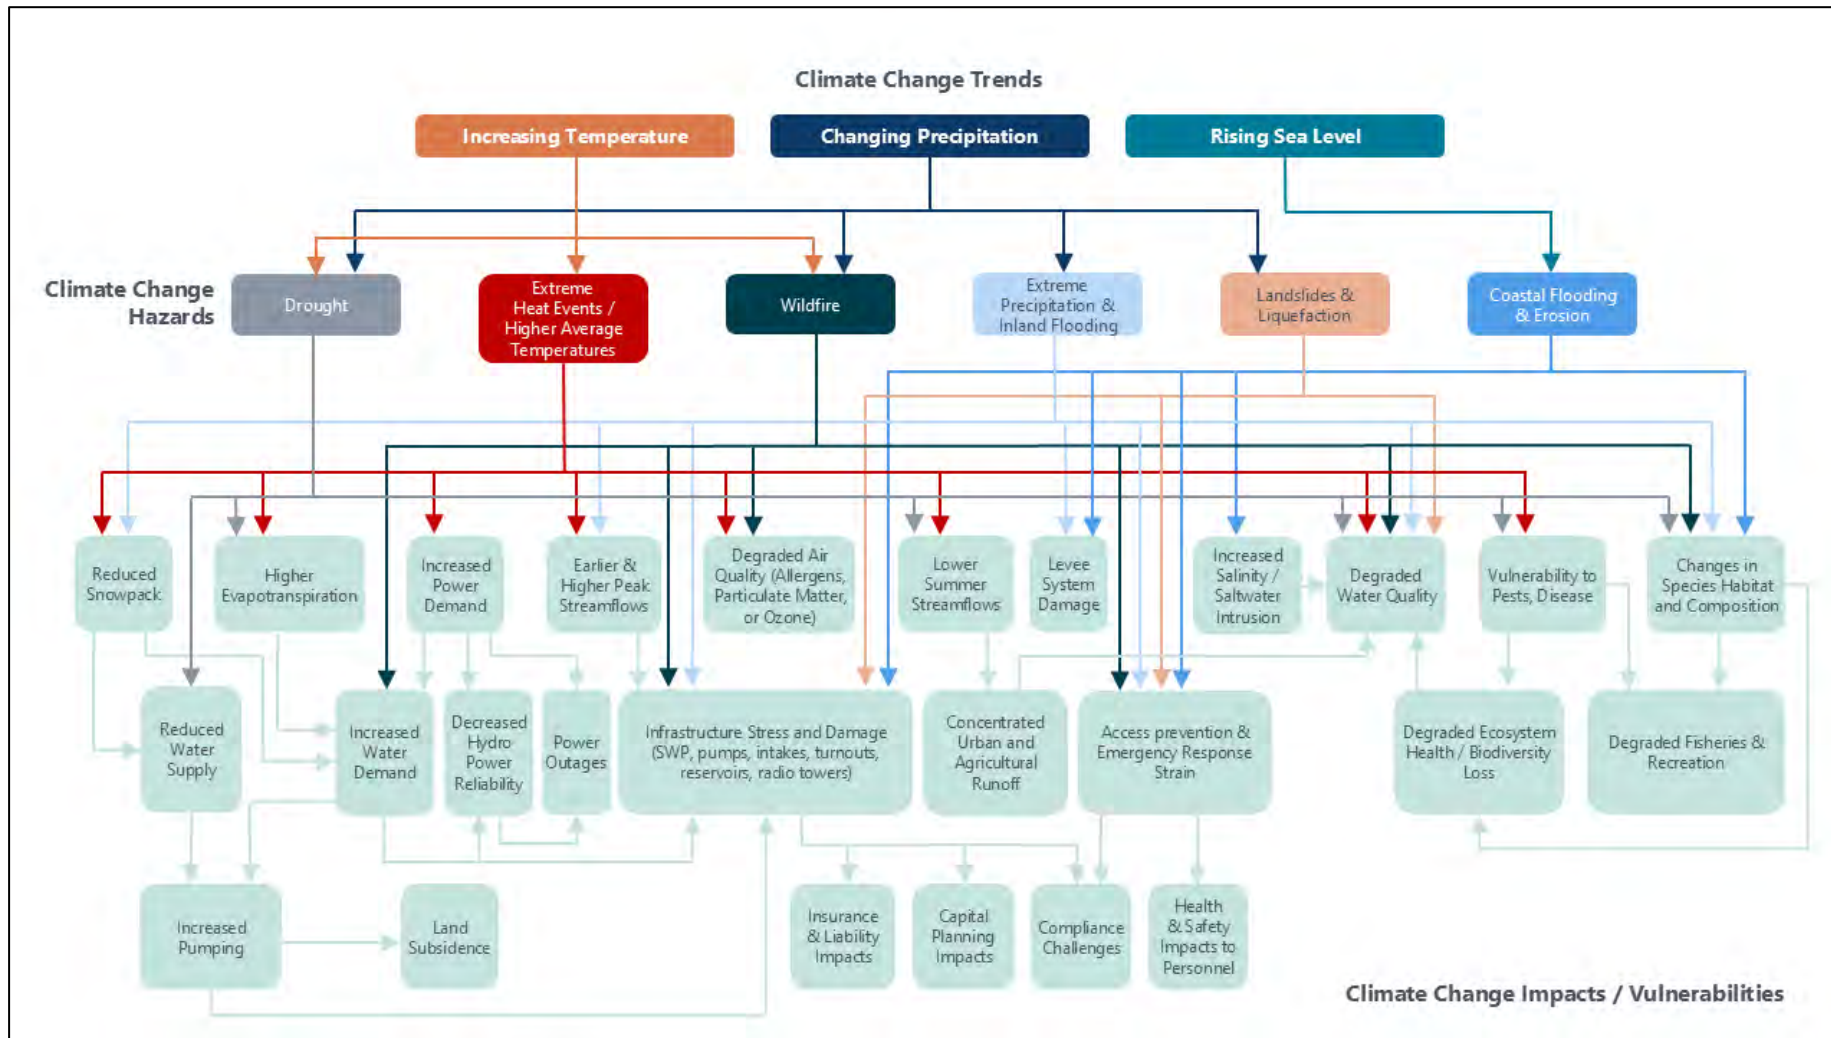 Climate Change Trends
Increasing Temperature
Changing Precipitation
Rising Sea Level
Climate Change
Hazards
Drought
Extreme
Heat Events /
Higher Average
Temperatures
Wildfire
Extreme
Precipitation &
Inland Flooding
Landslides &
Liquefaction
Coastal Flooding
& Erosion
Reduced
Snowpack
Higher
Evapotranspiration
Increased
Power
Demand
Earlier &
Higher Peak
Streamflows
Degraded Air
Quality (Allergens,
Particulate Matter,
or Ozone)
Lower
Summer
Streamflows
Levee
System
Damage
Increased
Salinity /
Saltwater
Intrusion
Degraded
Water Quality
Vulnerability to
Pests, Disease
Changes in
Species Habitat
and Composition
Reduced
Water
Supply
Increased
Water
Demand
Decreased
Hydro
Power
Reliability
Power
Outages
Infrastructure Stress and Damage
(SWP, pumps, intakes, turnouts,
reservoirs, radio towers)
Concentrated
Urban and
Agricultural
Runoff
Access prevention &
Emergency Response
Strain
Degraded Ecosystem
Health / Biodiversity
Loss
Degraded Fisheries &
Recreation
Increased
Pumping
Land
Subsidence
Insurance
& Liability
Impacts
Capital
Planning
Impacts
Compliance
Challenges
Health
& Safety
Impacts to
Personnel
Climate Change Impacts / Vulnerabilities